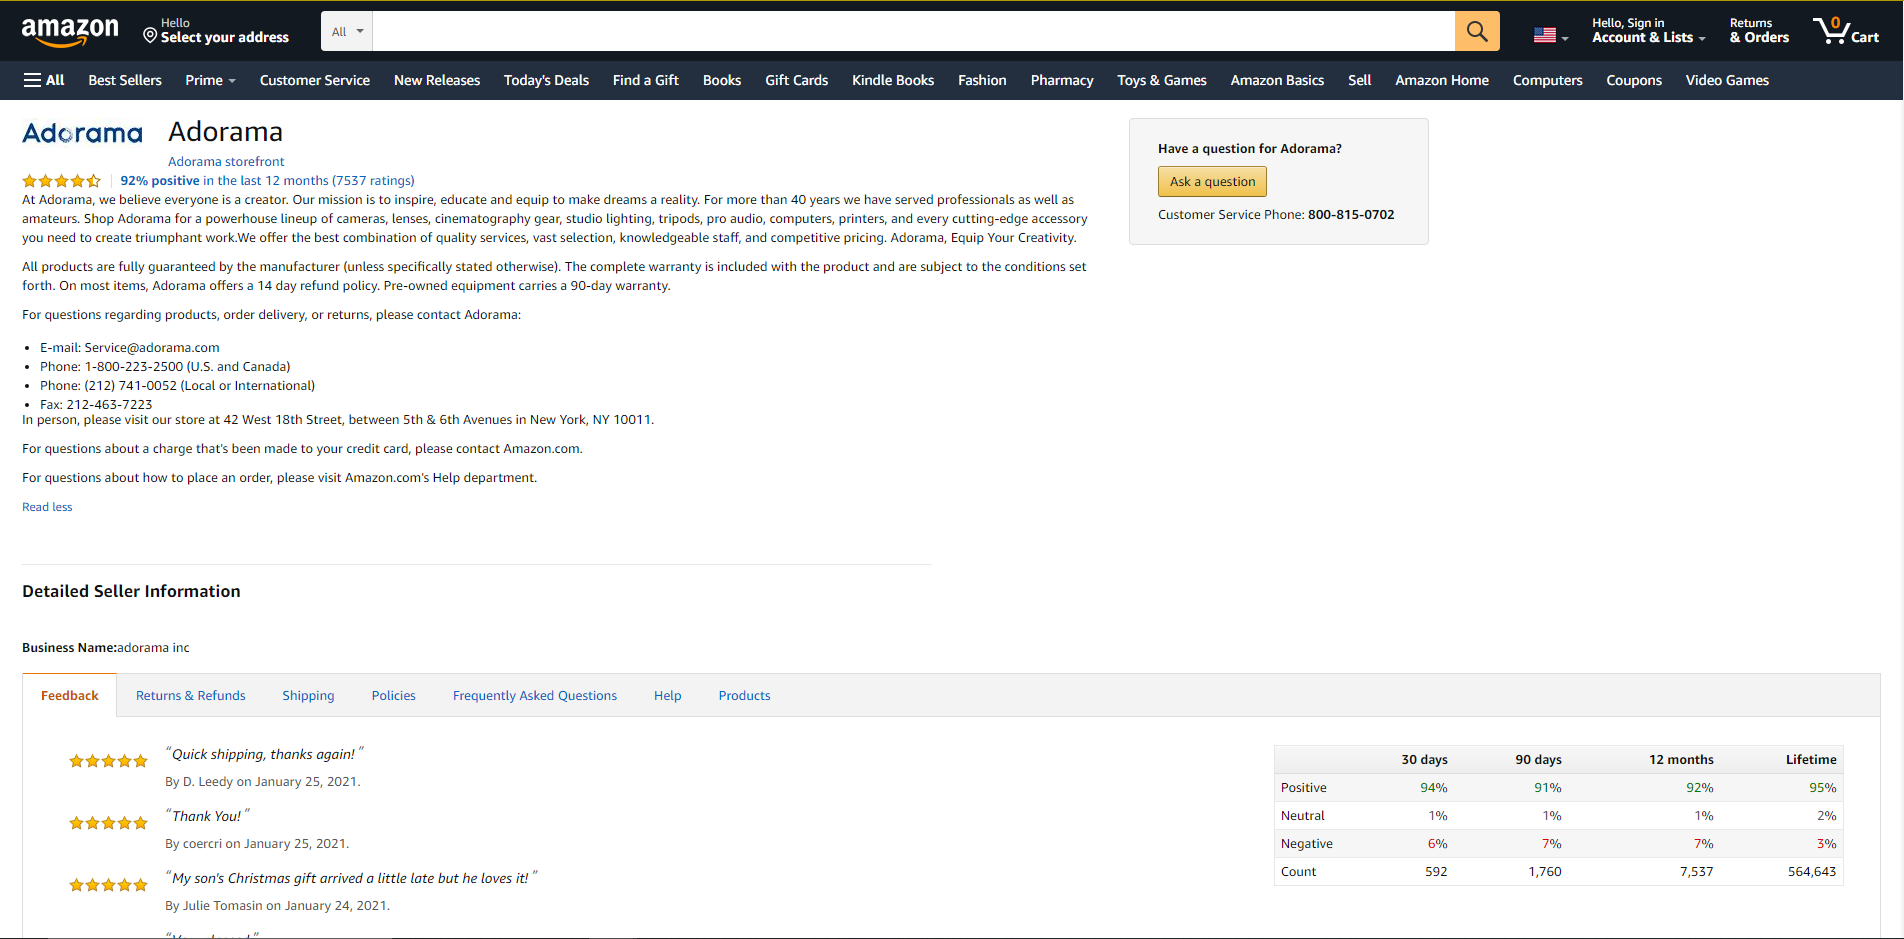 amazon
Hello
Select your address
All
Hello, Sign in
Account & Lists
Returns
& Orders
0
Cart
All Best Sellers Prime Customer Service New Releases Today's Deals Find a Gift Books Gift Cards Kindle Books Fashion Pharmacy Toys & Games Amazon Basics Sell Amazon Home Computers Coupons Video Games
Adorama
Adorama
Adorama storefront
92% positive in the last 12 months (7537 ratings)
At Adorama, we believe everyone is a creator. Our mission is to inspire, educate and equip to make dreams a reality. For more than 40 years we have served professionals as well as
amateurs. Shop Adorama for a powerhouse lineup of cameras, lenses, cinematography gear, studio lighting, tripods, pro audio, computers, printers, and every cutting-edge accessory
you need to create triumphant work.We offer the best combination of quality services, vast selection, knowledgeable staff, and competitive pricing. Adorama, Equip Your Creativity.
All products are fully guaranteed by the manufacturer (unless specifically stated otherwise). The complete warranty is included with the product and are subject to the conditions set
forth. On most items, Adorama offers a 14 day refund policy. Pre-owned equipment carries a 90-day warranty.
For questions regarding products, order delivery, or returns, please contact Adorama:
• E-mail: Service@adorama.com
• Phone: 1-800-223-2500 (U.S. and Canada)
• Phone: (212) 741-0052 (Local or International)
• Fax: 212-463-7223
In person, please visit our store at 42 West 18th Street, between 5th & 6th Avenues in New York, NY 10011.
For questions about a charge that's been made to your credit card, please contact Amazon.com.
For questions about how to place an order, please visit Amazon.com's Help department.
Read less
Have a question for Adorama?
Ask a question
Customer Service Phone: 800-815-0702
Detailed Seller Information
Business Name:adorama inc
Feedback Returns & Refunds Shipping Policies Frequently Asked Questions Help Products
“Quick shipping, thanks again! ”
By D. Leedy on January 25, 2021.
“Thank You! ”
By coercri on January 25, 2021.
“My son's Christmas gift arrived a little late but he loves it! ”
By Julie Tomasin on January 24, 2021.
30 days 90 days 12 months Lifetime
Positive 94% 91% 92% 95%
Neutral 1% 1% 1% 2%
Negative 6% 7% 7% 3%
Count 592 1,760 7,537 564,643